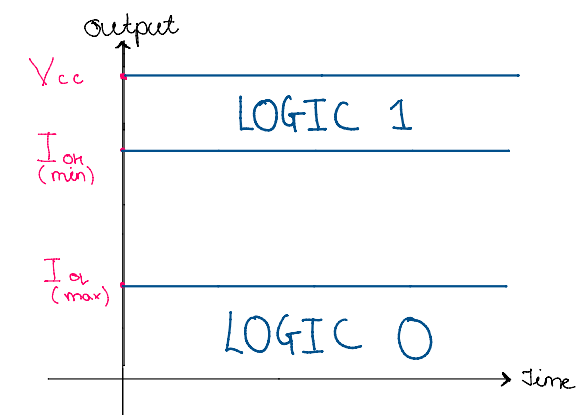 Output
Vcc
LOGIC 1
IOH
(min)
IOL
(max)
LOGIC 0
Time